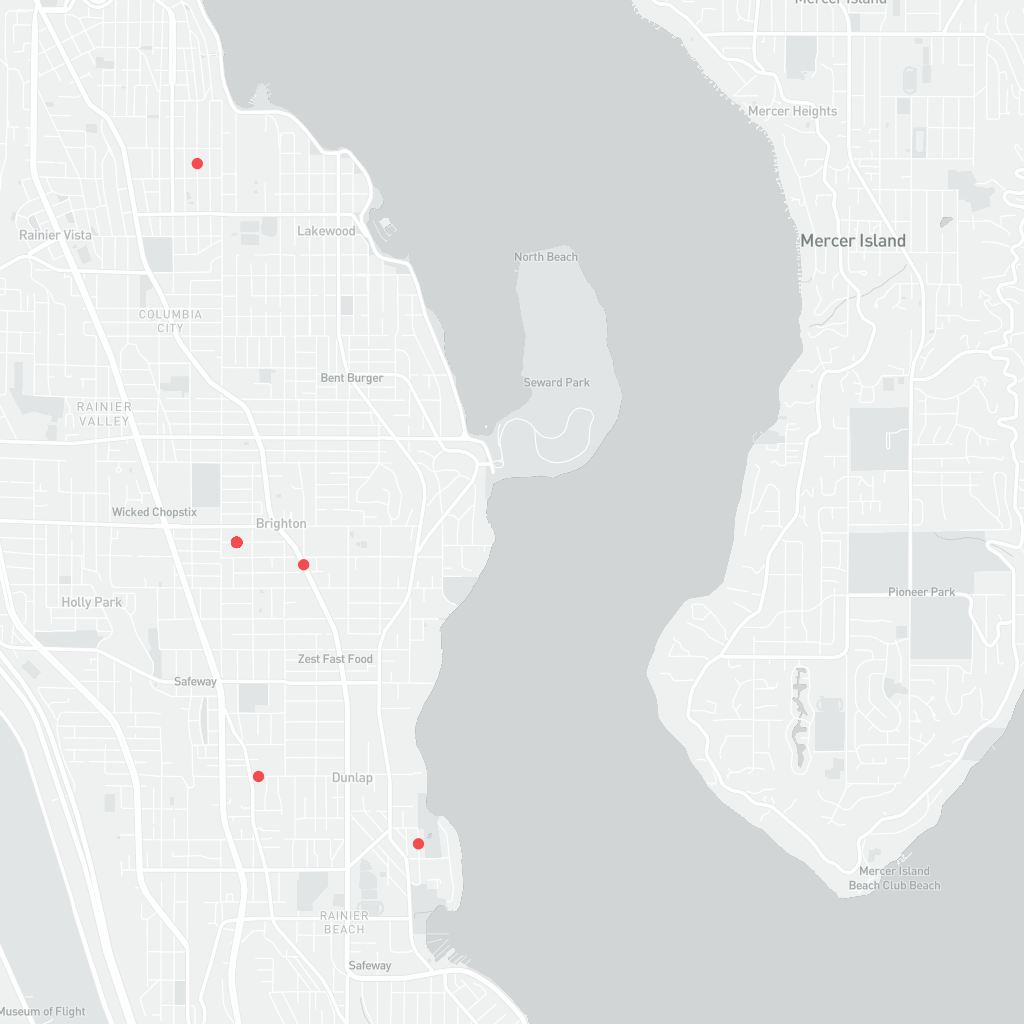 Mercer Island
Mercer Heights
Rainier Vista
Lakewood
Mercer Island
North Beach
COLUMBIA
CITY
Bent Burger
Seward Park
RAINIER
VALLEY
Wicked Chopstix
Brighton
Pioneer Park
Holly Park
Zest Fast Food
Safeway
Dunlap
Mercer Island
Beach Club Beach
RAINIER
BEACH
Safeway
Museum of Flight